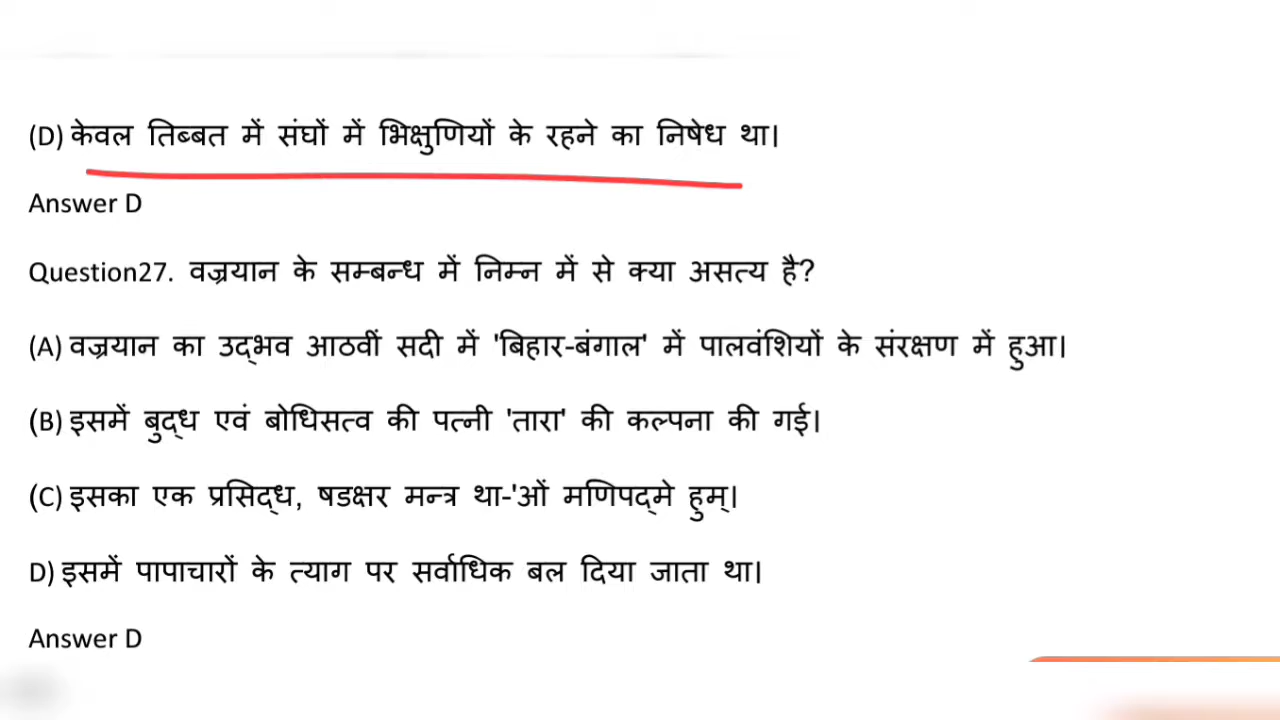 (D) केवल तिब्बत में संघों में भिक्षुणियों के रहने का निषेध था।
Answer D
Question27. वज्रयान के सम्बन्ध में निम्न में से क्या असत्य है?
(A) वज्रयान का उद्‌भव आठवीं सदी में 'बिहार-बंगाल' में पालवंशियों के संरक्षण में हुआ।
(B) इसमें बुद्‌ध एवं बोधिसत्व की पत्नी 'तारा' की कल्पना की गई।
(C) इसका एक प्रसिद्‌ध, षडक्षर मन्त्र था-'ओं मणिपद्‌मे हुम्।
D) इसमें पापाचारों के त्याग पर सर्वाधिक बल दिया जाता था।
Answer D